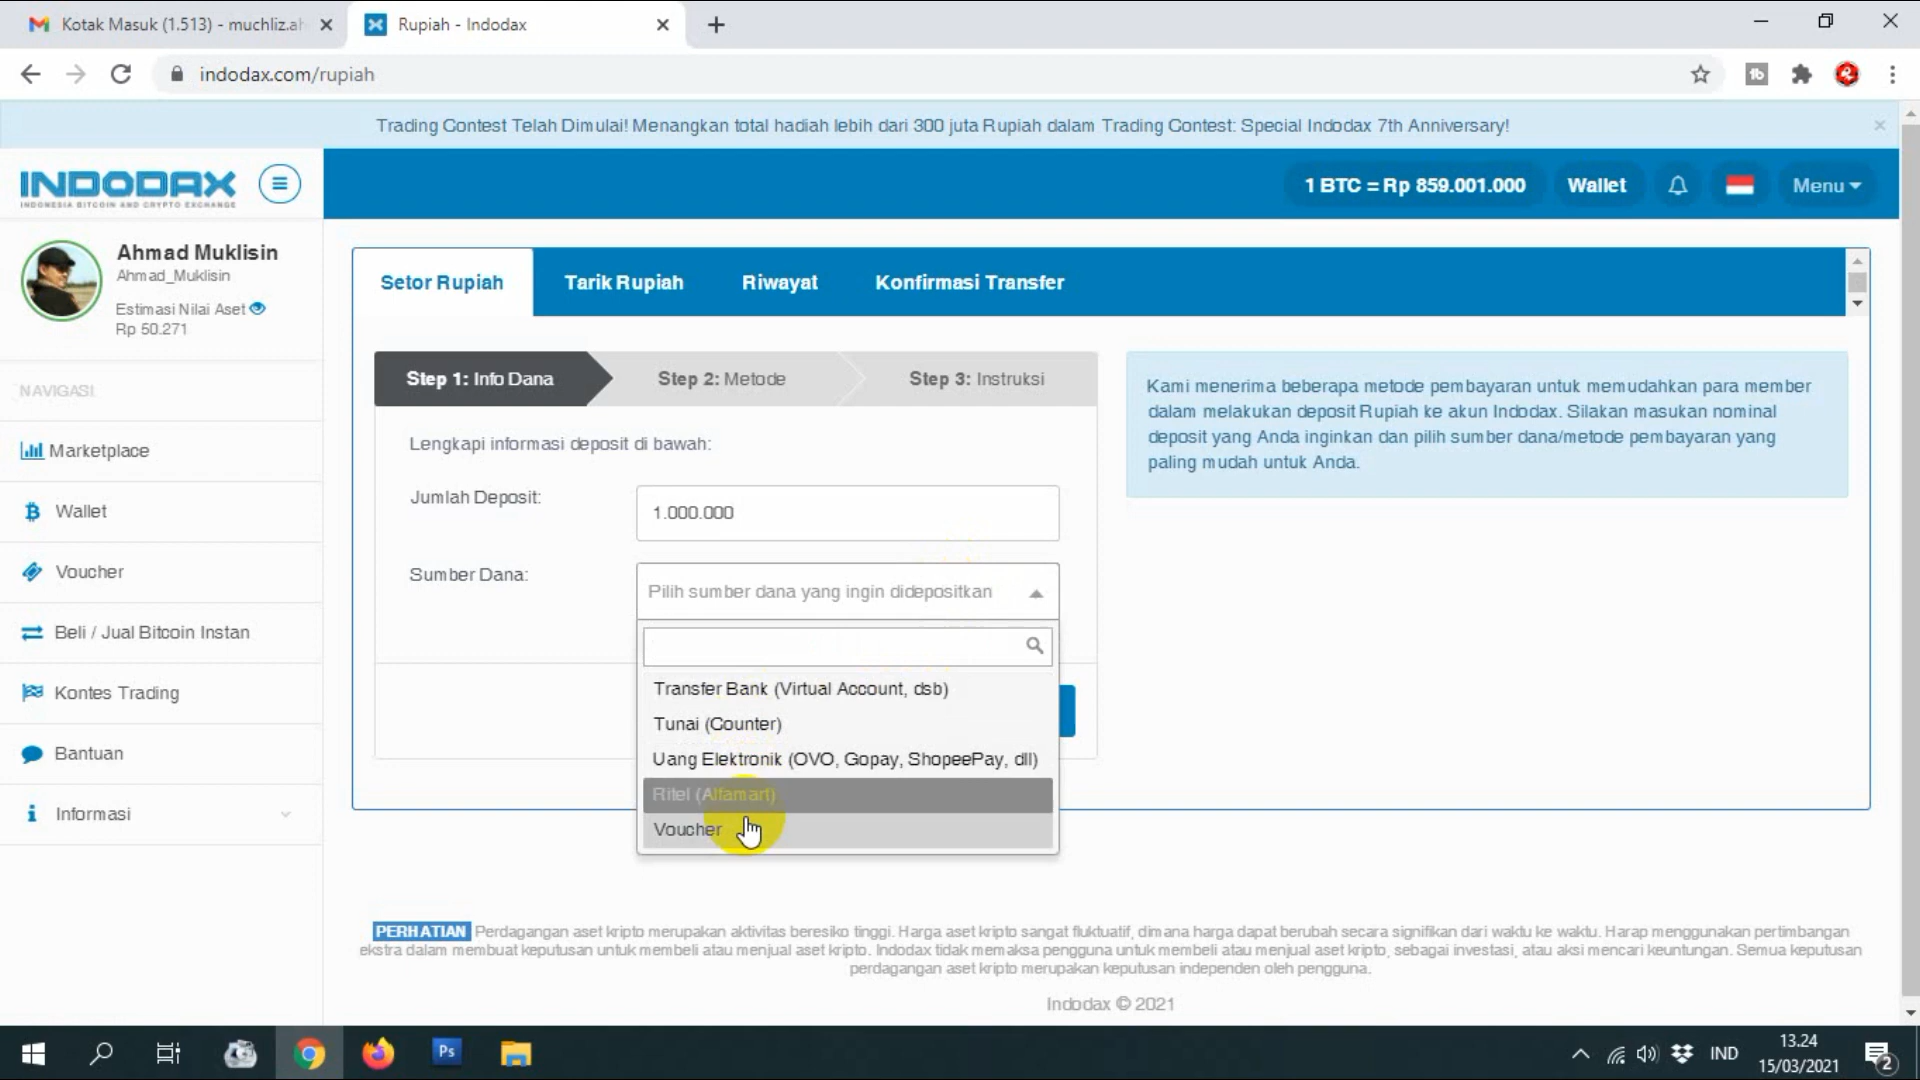 Kotak Masuk (1.513) - muchliz.ah
Rupiah - Indodax
indodax.com/rupiah
Trading Contest Telah Dimulai! Menangkan total hadiah lebih dari 300 juta Rupiah dalam Trading Contest: Special Indodax 7th Anniversary!
INDODAX
INDONESIA BITCOIN AND CRYPTO EXCHANGE
1 BTC = Rp 859.001.000
Wallet
Menu
Ahmad Muklisin
Ahmad_Muklisin
Estimasi Nilai Aset
Rp 50.271
NAVIGASI
Marketplace
Wallet
Voucher
Beli / Jual Bitcoin Instan
Kontes Trading
Bantuan
Informasi
Setor Rupiah
Tarik Rupiah
Riwayat
Konfirmasi Transfer
Step 1: Info Dana
Step 2: Metode
Step 3: Instruksi
Lengkapi informasi deposit di bawah:
Jumlah Deposit:
1.000.000
Sumber Dana:
Pilih sumber dana yang ingin didepositkan
Transfer Bank (Virtual Account, dsb)
Tunai (Counter)
Uang Elektronik (OVO, Gopay, ShopeePay, dll)
Ritel (Alfamart)
Voucher
Kami menerima beberapa metode pembayaran untuk memudahkan para member
dalam melakukan deposit Rupiah ke akun Indodax. Silakan masukan nominal
deposit yang Anda inginkan dan pilih sumber dana/metode pembayaran yang
paling mudah untuk Anda.
PERHATIAN Perdagangan aset kripto merupakan aktivitas beresiko tinggi. Harga aset kripto sangat fluktuatif, dimana harga dapat berubah secara signifikan dari waktu ke waktu. Harap menggunakan pertimbangan
ekstra dalam membuat keputusan untuk membeli atau menjual aset kripto. Indodax tidak memaksa pengguna untuk membeli atau menjual aset kripto, sebagai investasi, atau aksi mencari keuntungan. Semua keputusan
perdagangan aset kripto merupakan keputusan independen oleh pengguna.
Indodax © 2021
Ps
IND
13.24
15/03/2021
2